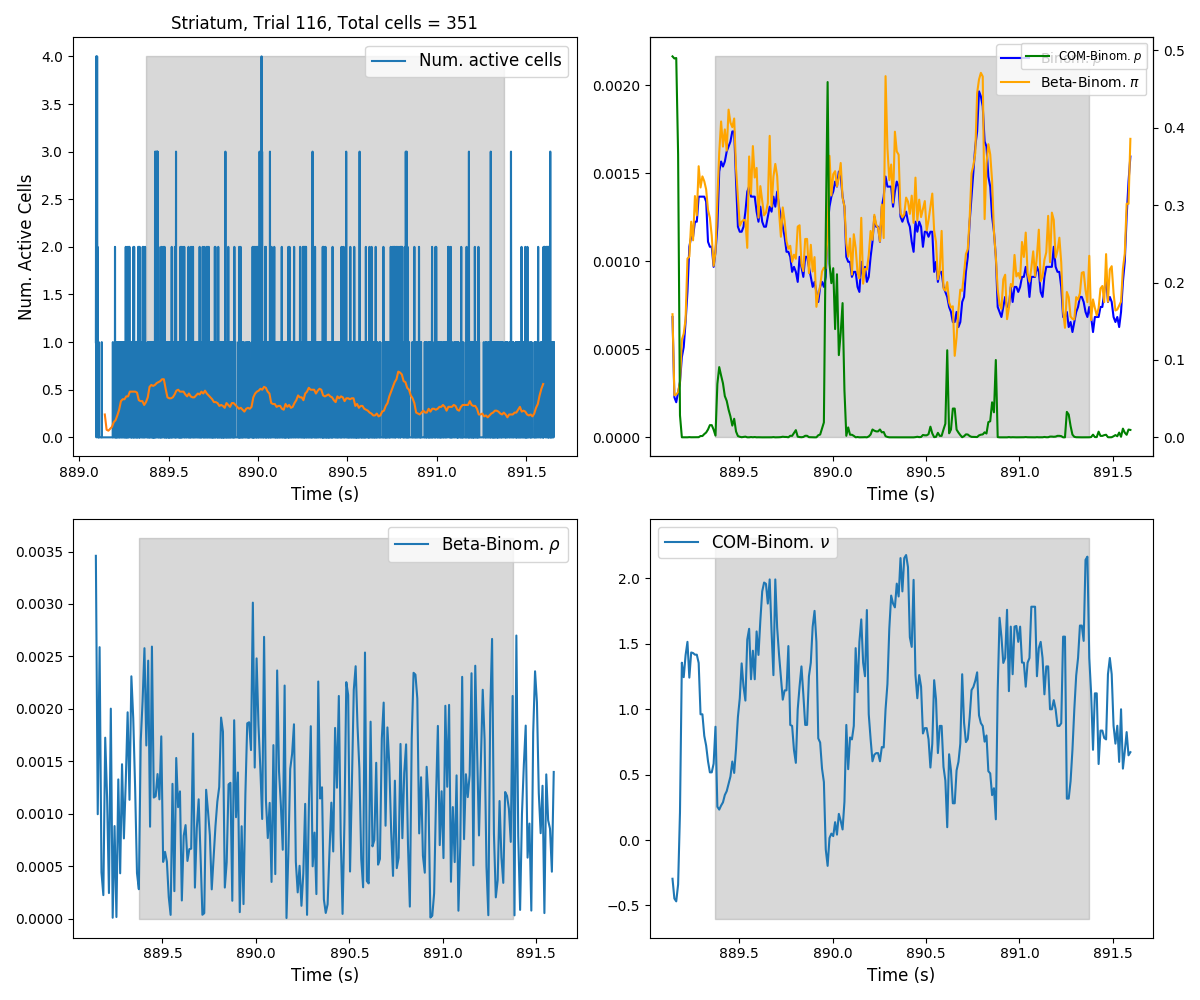 Striatum, Trial 116, Total cells = 351
Num. active cells
Num. Active Cells
4.0
3.5
3.0
2.5
2.0
1.5
1.0
0.5
0.0
889.0 889.5 890.0 890.5 891.0 891.5
Time (s)
COM-Binom. p
Beta-Binom. π
0.0020
0.0015
0.0010
0.0005
0.0000
0.5
0.4
0.3
0.2
0.1
0.0
889.5 890.0 890.5 891.0 891.5
Time (s)
Beta-Binom. ρ
0.0035
0.0030
0.0025
0.0020
0.0015
0.0010
0.0005
0.0000
889.5 890.0 890.5 891.0 891.5
Time (s)
COM-Binom. ν
2.0
1.5
1.0
0.5
0.0
−0.5
889.5 890.0 890.5 891.0 891.5
Time (s)